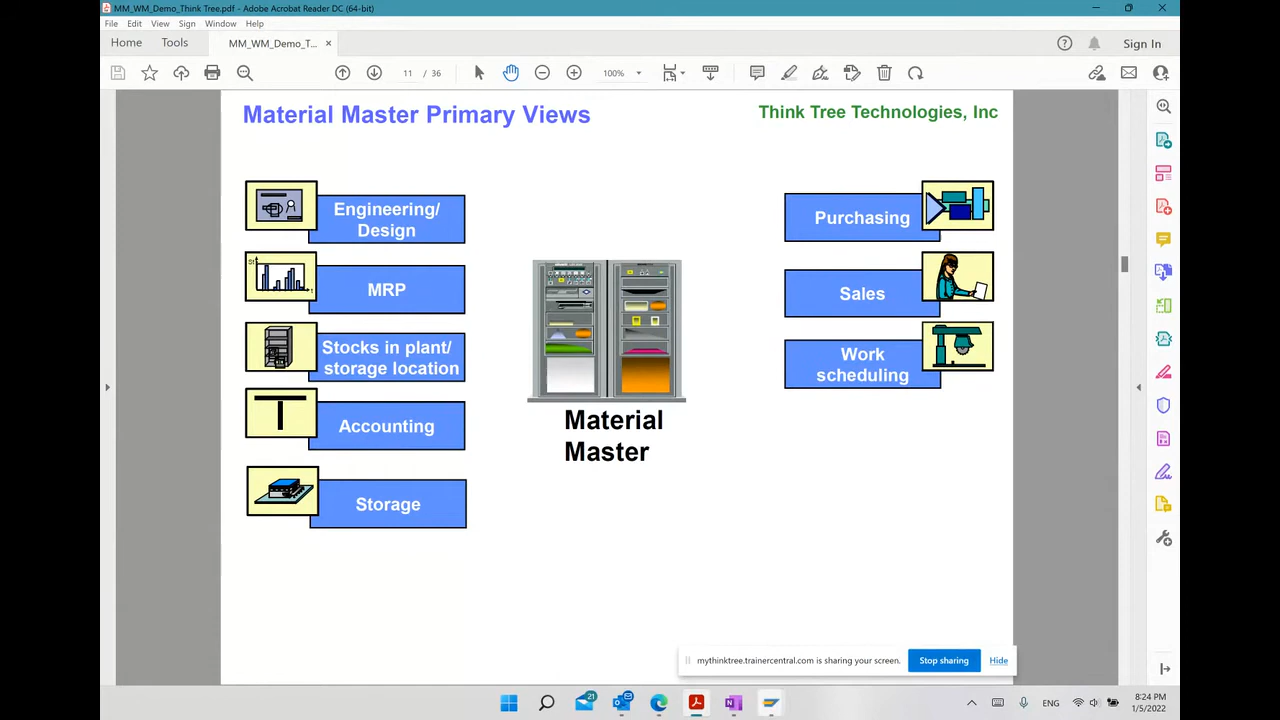 MM_WM_Demo_Think Tree.pdf - Adobe Acrobat Reader DC (64-bit)
File Edit View Sign Window Help
Home Tools MM_WM_Demo_T... × Sign In
11 / 36 100%
Material Master Primary Views
Think Tree Technologies, Inc
Engineering/
Design
MRP
Stocks in plant/
storage location
Accounting
Storage
Material
Master
Purchasing
Sales
Work
scheduling
mythinktree.trainercentral.com is sharing your screen. Stop sharing Hide
21
ENG
8:24 PM
1/5/2022